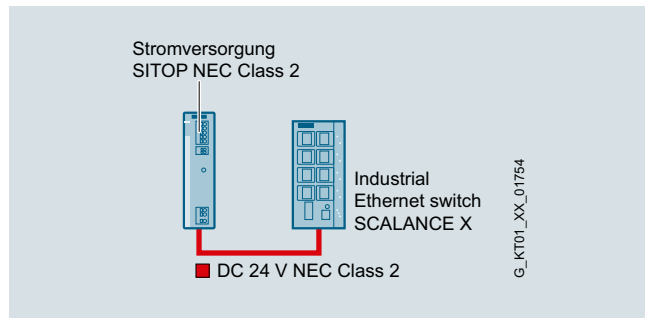 Stromversorgung
SITOP NEC Class 2
Industrial
Ethernet switch
SCALANCE X
DC 24 V NEC Class 2
G_KT01_XX_01754